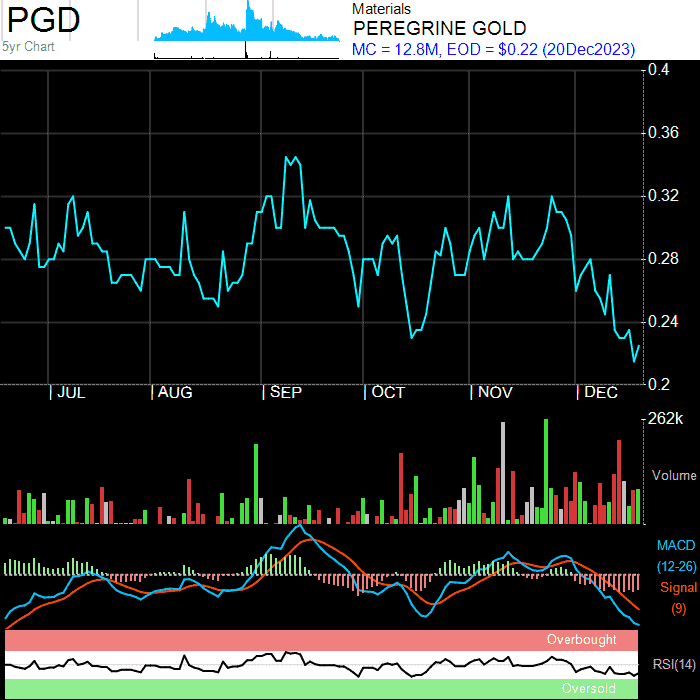 PGD
5yr Chart
Materials
PEREGRINE GOLD
MC = 12.8M, EOD = $0.22 (20Dec2023)
0.4
0.36
0.32
0.28
0.24
0.2
JUL AUG SEP OCT NOV DEC
262k
Volume
MACD
(12-26)
Signal
(9)
Overbought
RSI(14)
Oversold